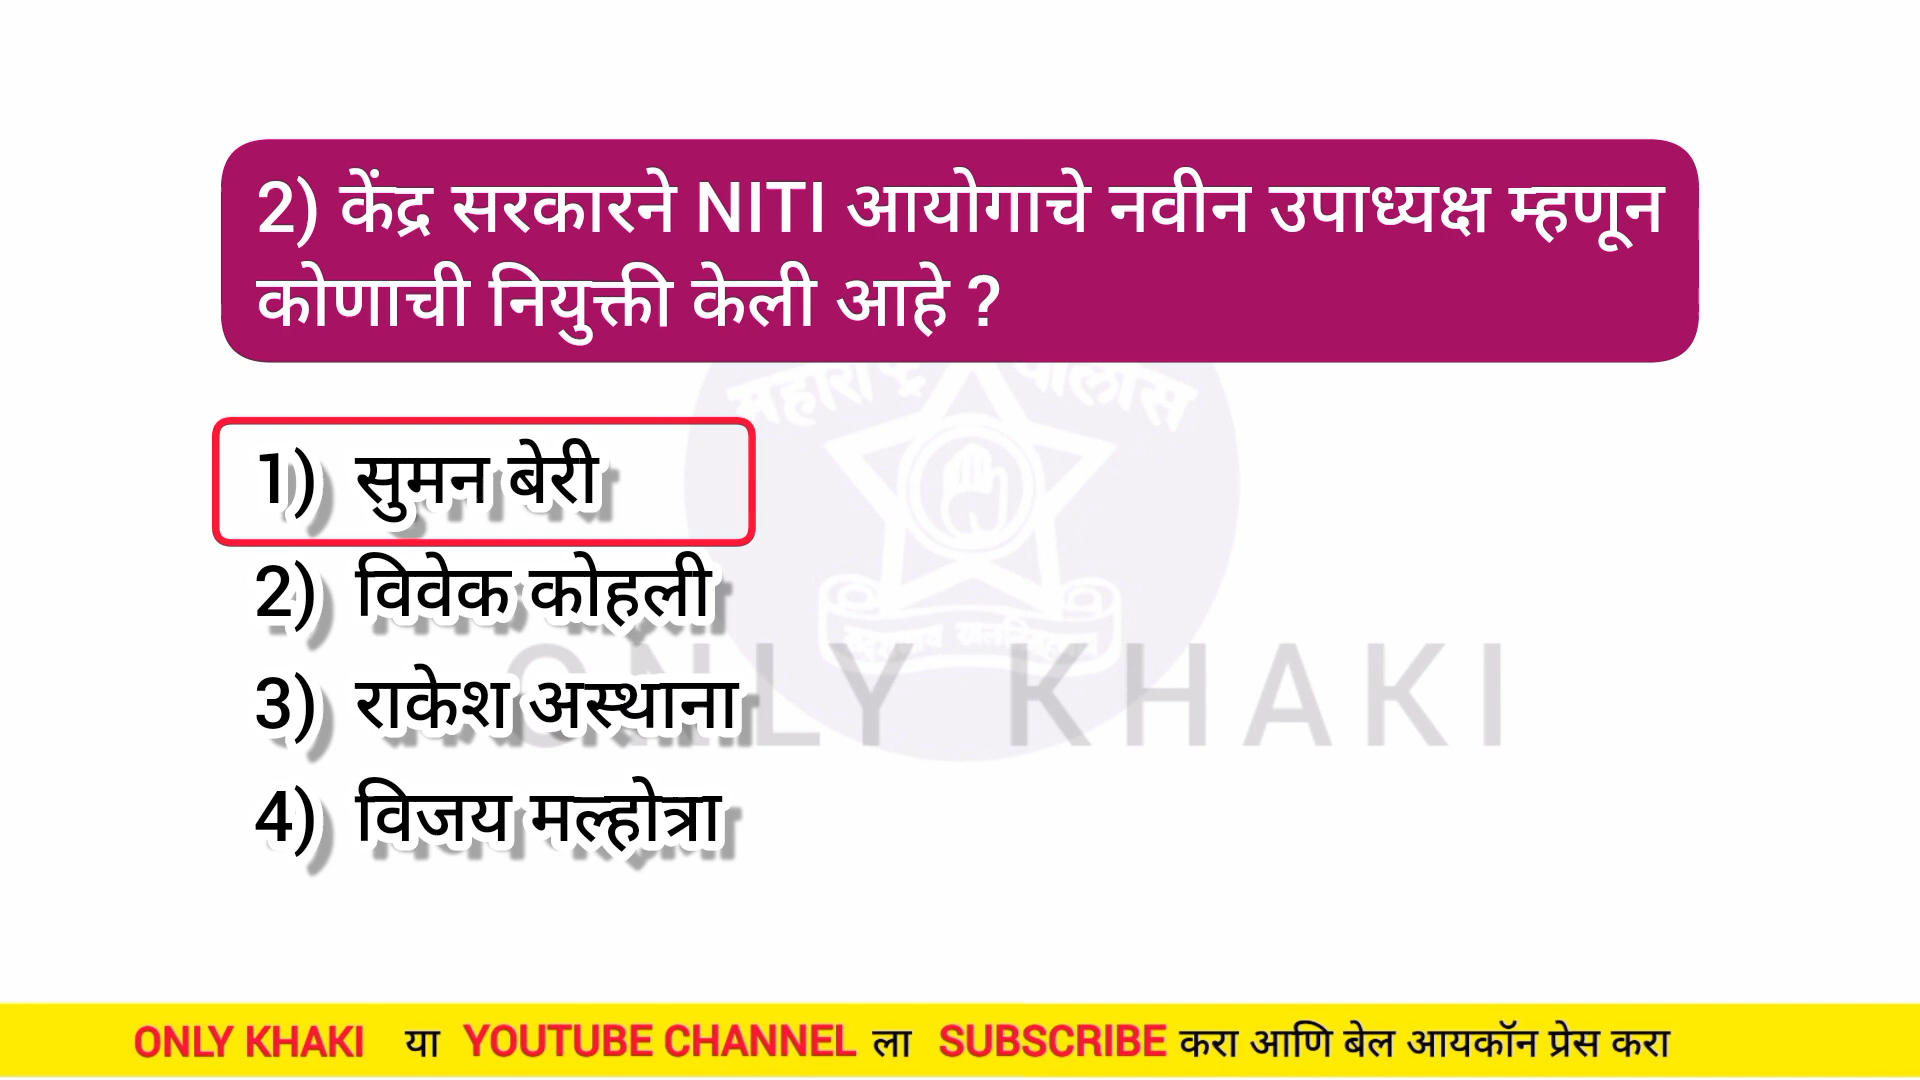 2) केंद्र सरकारने NITI आयोगाचे नवीन उपाध्यक्ष म्हणून
कोणाची नियुक्ती केली आहे ?
महाराष्ट्र पोलीस
1) सुमन बेरी
2) विवेक कोहली
3) राकेश अस्थाना
4) विजय मल्होत्रा
ONLY KHAKI
ONLY KHAKI या YOUTUBE CHANNEL ला SUBSCRIBE करा आणि बेल आयकॉन प्रेस करा